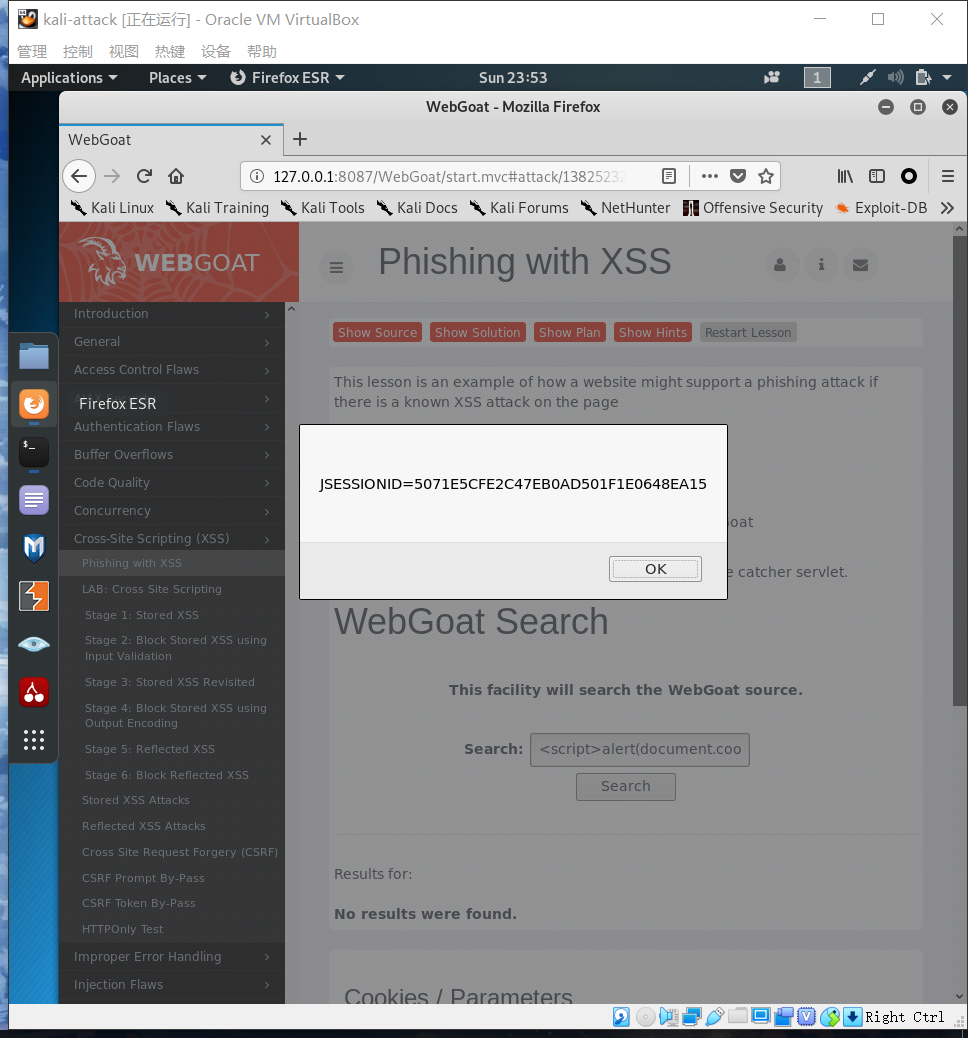 kali-attack [正在运行] - Oracle VM VirtualBox
管理 控制 视图 热键 设备 帮助
Applications Places Firefox ESR Sun 23:53 1
WebGoat - Mozilla Firefox
WebGoat
127.0.0.1:8087/WebGoat/start.mvc#attack/13825232
Kali Linux Kali Training Kali Tools Kali Docs Kali Forums NetHunter Offensive Security Exploit-DB
WEBGOAT
Phishing with XSS
Introduction
General
Access Control Flaws
Firefox ESR
Authentication Flaws
Buffer Overflows
Code Quality
Concurrency
Cross-Site Scripting (XSS)
Phishing with XSS
LAB: Cross Site Scripting
Stage 1: Stored XSS
Stage 2: Block Stored XSS using
Input Validation
Stage 3: Stored XSS Revisited
Stage 4: Block Stored XSS using
Output Encoding
Stage 5: Reflected XSS
Stage 6: Block Reflected XSS
Stored XSS Attacks
Reflected XSS Attacks
Cross Site Request Forgery (CSRF)
CSRF Prompt By-Pass
CSRF Token By-Pass
HTTPOnly Test
Improper Error Handling
Injection Flaws
Show Source Show Solution Show Plan Show Hints Restart Lesson
This lesson is an example of how a website might support a phishing attack if
there is a known XSS attack on the page
JSESSIONID=5071E5CFE2C47EB0AD501F1E0648EA15
OK
oat
e catcher servlet.
WebGoat Search
This facility will search the WebGoat source.
Search: <script>alert(document.coo
Search
Results for:
No results were found.
Cookies / Parameters
Right Ctrl